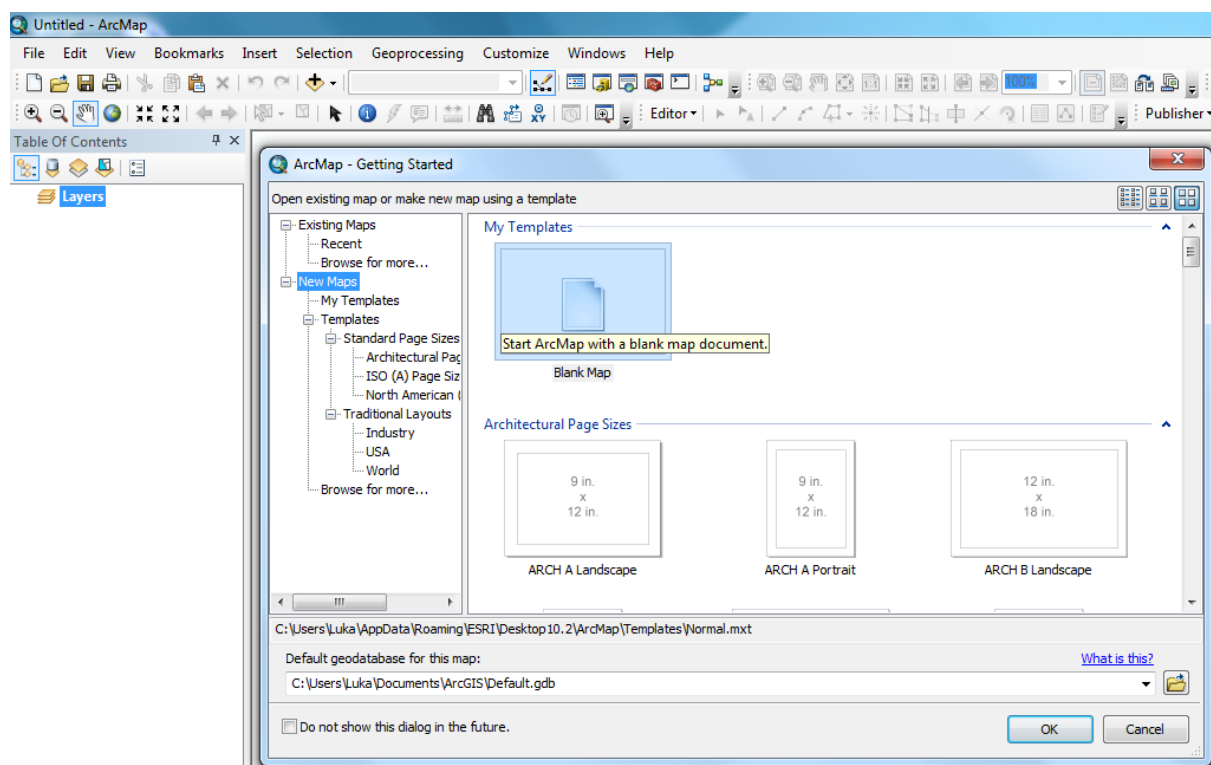 Untitled - ArcMap
File Edit View Bookmarks Insert Selection Geoprocessing Customize Windows Help
100%
Editor
Publisher
Table Of Contents
Layers
ArcMap - Getting Started
Open existing map or make new map using a template
Existing Maps
Recent
Browse for more...
New Maps
My Templates
Templates
Standard Page Sizes
Architectural Pag
ISO (A) Page Siz
North American (
Traditional Layouts
Industry
USA
World
Browse for more...
My Templates
Start ArcMap with a blank map document.
Blank Map
Architectural Page Sizes
9 in.
x
12 in.
ARCH A Landscape
9 in.
x
12 in.
ARCH A Portrait
12 in.
x
18 in.
ARCH B Landscape
C:\Users\Luka\AppData\Roaming\ESRI\Desktop10.2\ArcMap\Templates\Normal.mxt
Default geodatabase for this map:
What is this?
C:\Users\Luka\Documents\ArcGIS\Default.gdb
Do not show this dialog in the future.
OK
Cancel